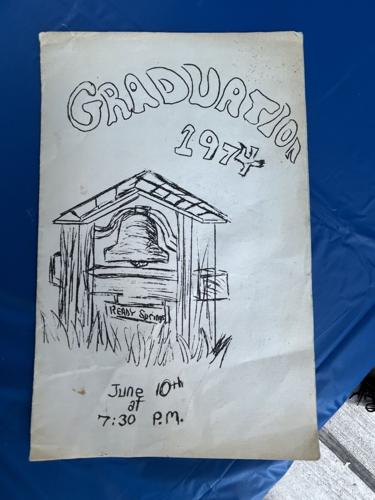 GRADUATION
1974
READY Springs
June 10th
at
7:30 P.M.